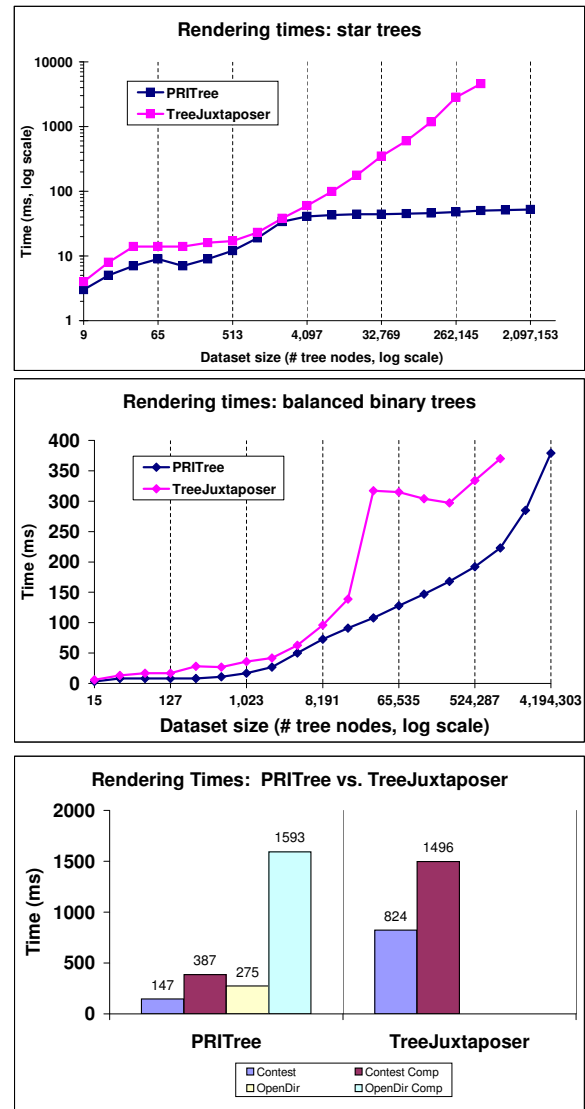 Rendering times: star trees
10000
1000
100
10
1
Time (ms, log scale)
PRITree
TreeJuxtaposer
9 65 513 4,097 32,769 262,145 2,097,153
Dataset size (# tree nodes, log scale)
Rendering times: balanced binary trees
400
350
300
250
200
150
100
50
0
Time (ms)
PRITree
TreeJuxtaposer
15 127 1,023 8,191 65,535 524,287 4,194,303
Dataset size (# tree nodes, log scale)
Rendering Times: PRITree vs. TreeJuxtaposer
2000
1500
1000
500
0
Time (ms)
147
387
275
1593
824
1496
PRITree TreeJuxtaposer
Contest Contest Comp
OpenDir OpenDir Comp